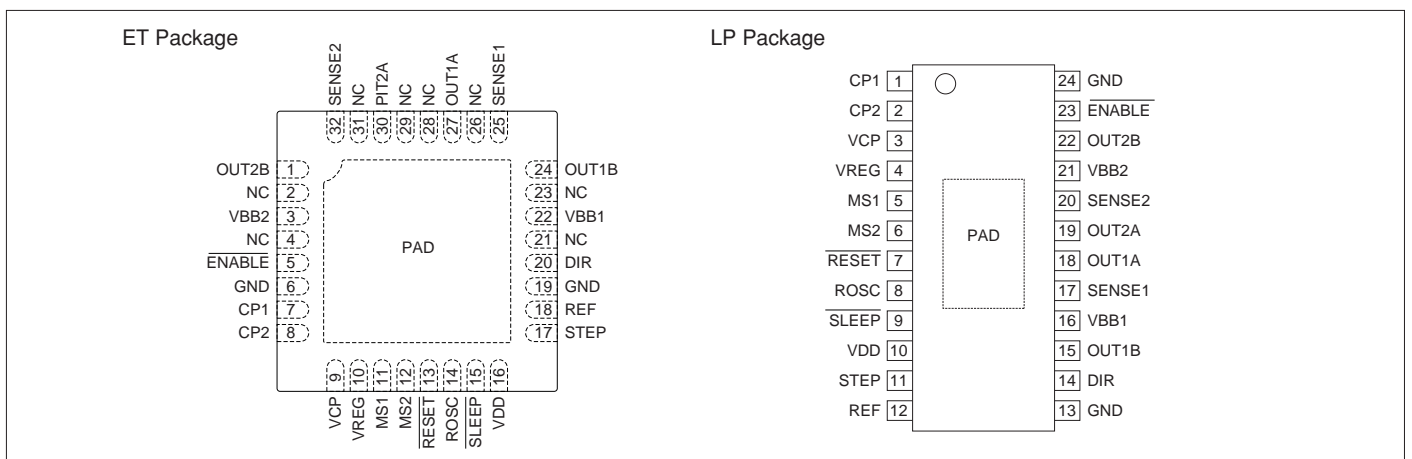 ET Package
SENSE2
NC
PIT2A
NC
NC
OUT1A
NC
SENSE1
32
31
30
29
28
27
26
25
OUT2B 1
NC 2
VBB2 3
NC 4
ENABLE 5
GND 6
CP1 7
CP2 8
PAD
24 OUT1B
23 NC
22 VBB1
21 NC
20 DIR
19 GND
18 REF
17 STEP
9
10
11
12
13
14
15
16
VCP
VREG
MS1
MS2
RESET
ROSC
SLEEP
VDD
LP Package
CP1 1
CP2 2
VCP 3
VREG 4
MS1 5
MS2 6
RESET 7
ROSC 8
SLEEP 9
VDD 10
STEP 11
REF 12
PAD
24 GND
23 ENABLE
22 OUT2B
21 VBB2
20 SENSE2
19 OUT2A
18 OUT1A
17 SENSE1
16 VBB1
15 OUT1B
14 DIR
13 GND